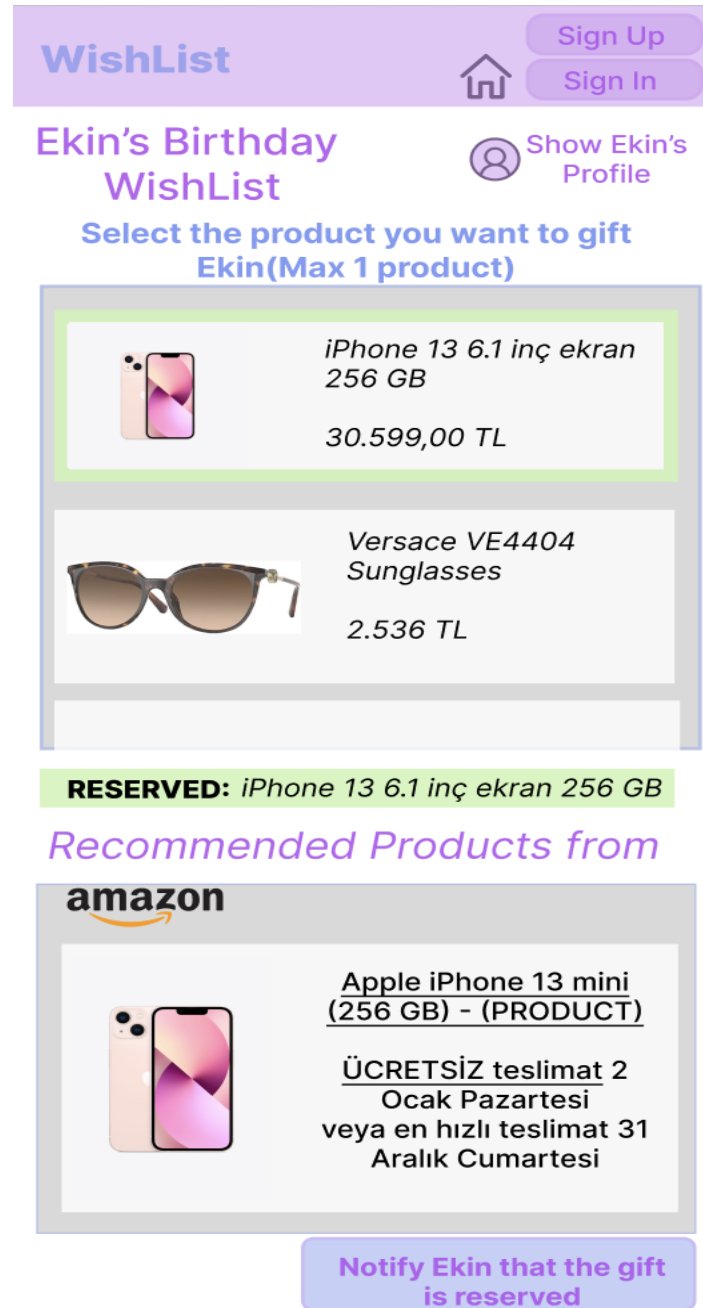 WishList
Sign Up
Sign In
Ekin's Birthday
WishList
Show Ekin's
Profile
Select the product you want to gift
Ekin(Max 1 product)
iPhone 13 6.1 inç ekran
256 GB
30.599,00 TL
Versace VE4404
Sunglasses
2.536 TL
RESERVED: iPhone 13 6.1 inç ekran 256 GB
Recommended Products from
amazon
Apple iPhone 13 mini
(256 GB) - (PRODUCT)
ÜCRETSİZ teslimat 2
Ocak Pazartesi
veya en hızlı teslimat 31
Aralık Cumartesi
Notify Ekin that the gift
is reserved